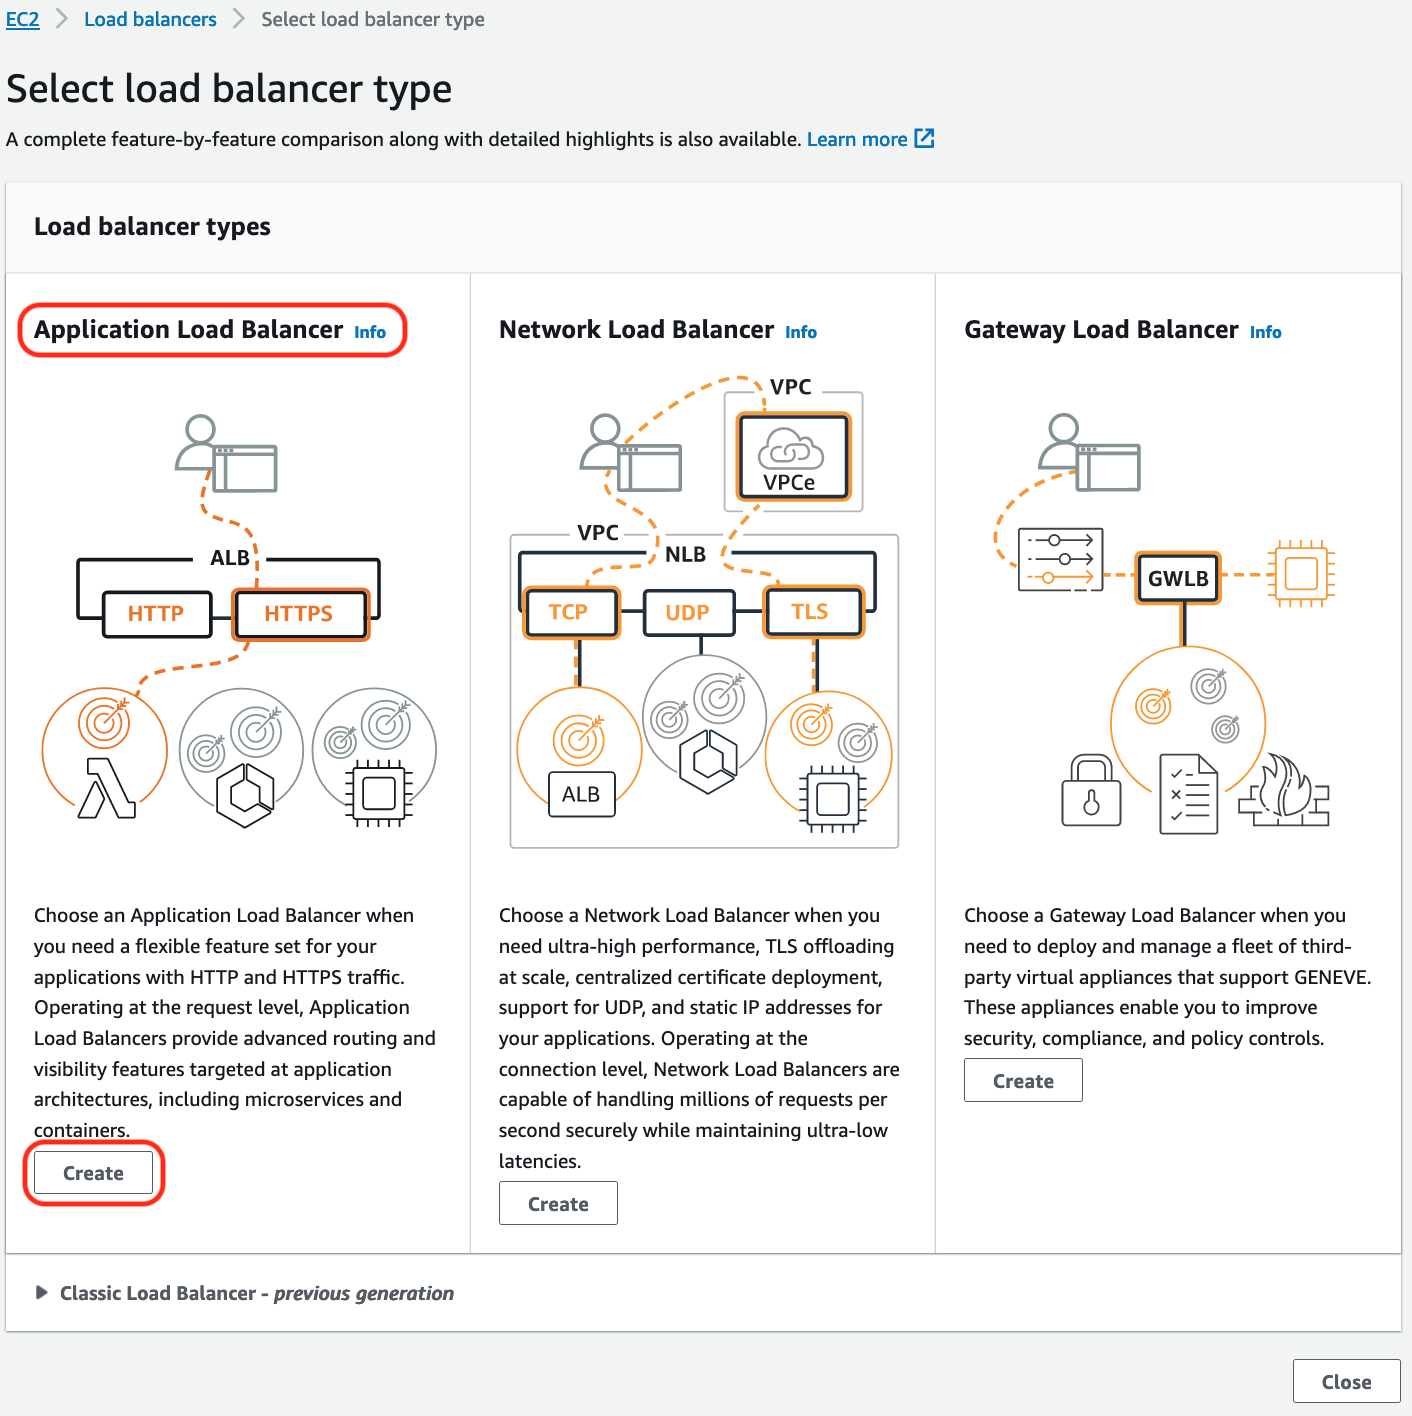 EC2 > Load balancers > Select load balancer type
Select load balancer type
A complete feature-by-feature comparison along with detailed highlights is also available. Learn more
Load balancer types
Application Load Balancer Info
ALB
HTTP
HTTPS
Choose an Application Load Balancer when
you need a flexible feature set for your
applications with HTTP and HTTPS traffic.
Operating at the request level, Application
Load Balancers provide advanced routing and
visibility features targeted at application
architectures, including microservices and
containers.
Create
Network Load Balancer Info
VPC
VPCe
VPC
NLB
TCP
UDP
TLS
ALB
Choose a Network Load Balancer when you
need ultra-high performance, TLS offloading
at scale, centralized certificate deployment,
support for UDP, and static IP addresses for
your applications. Operating at the
connection level, Network Load Balancers are
capable of handling millions of requests per
second securely while maintaining ultra-low
latencies.
Create
Gateway Load Balancer Info
GWLB
Choose a Gateway Load Balancer when you
need to deploy and manage a fleet of third-
party virtual appliances that support GENEVE.
These appliances enable you to improve
security, compliance, and policy controls.
Create
Classic Load Balancer - previous generation
Close